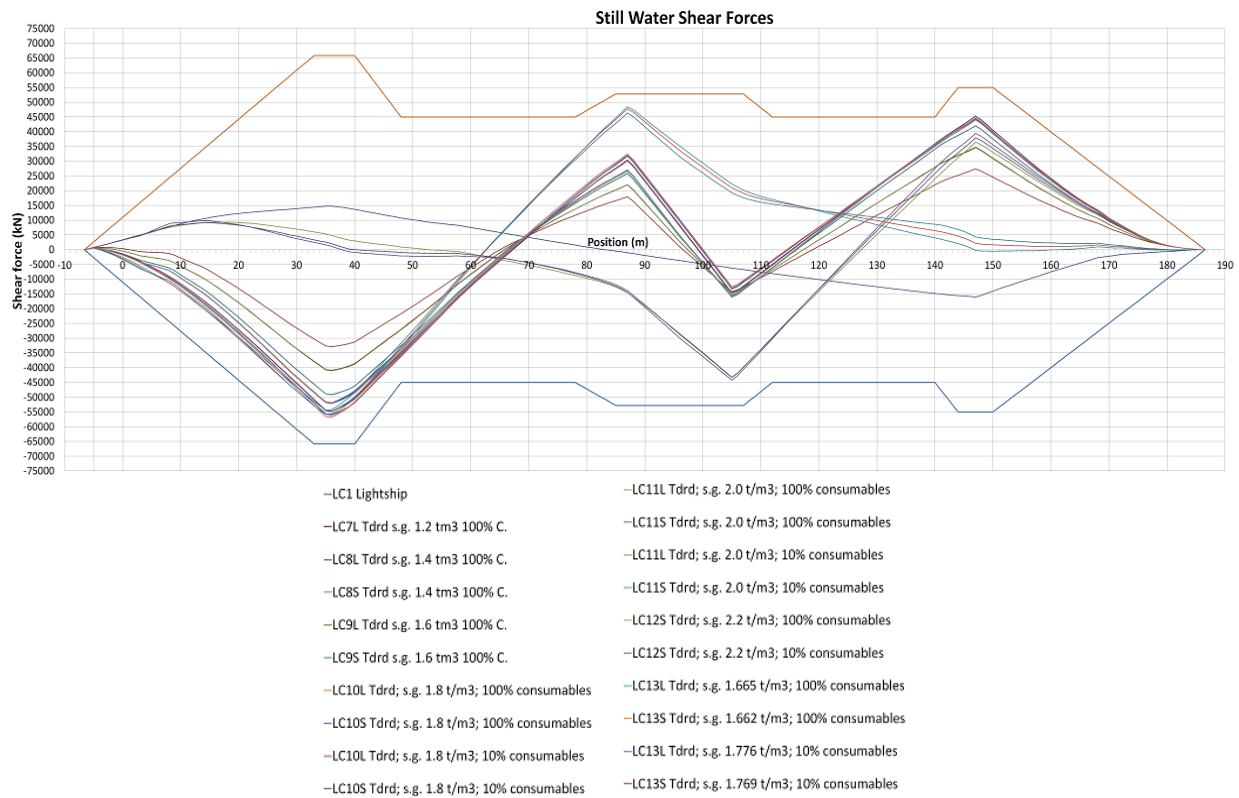 Still Water Shear Forces
75000
70000
65000
60000
55000
50000
45000
40000
35000
30000
25000
20000
15000
10000
5000
0
-5000
-10000
-15000
-20000
-25000
-30000
-35000
-40000
-45000
-50000
-55000
-60000
-65000
-70000
-75000
Shear force (kN)
Position (m)
-10 0 10 20 30 40 50 60 70 80 90 100 110 120 130 140 150 160 170 180 190
LC1 Lightship
LC7L Tdrd s.g. 1.2 tm3 100% C.
LC8L Tdrd s.g. 1.4 tm3 100% C.
LC8S Tdrd s.g. 1.4 tm3 100% C.
LC9L Tdrd s.g. 1.6 tm3 100% C.
LC9S Tdrd s.g. 1.6 tm3 100% C.
LC10L Tdrd; s.g. 1.8 t/m3; 100% consumables
LC10S Tdrd; s.g. 1.8 t/m3; 100% consumables
LC10L Tdrd; s.g. 1.8 t/m3; 10% consumables
LC10S Tdrd; s.g. 1.8 t/m3; 10% consumables
LC11L Tdrd; s.g. 2.0 t/m3; 100% consumables
LC11S Tdrd; s.g. 2.0 t/m3; 100% consumables
LC11L Tdrd; s.g. 2.0 t/m3; 10% consumables
LC11S Tdrd; s.g. 2.0 t/m3; 10% consumables
LC12S Tdrd; s.g. 2.2 t/m3; 100% consumables
LC12S Tdrd; s.g. 2.2 t/m3; 10% consumables
LC13L Tdrd; s.g. 1.665 t/m3; 100% consumables
LC13S Tdrd; s.g. 1.662 t/m3; 100% consumables
LC13L Tdrd; s.g. 1.776 t/m3; 10% consumables
LC13S Tdrd; s.g. 1.769 t/m3; 10% consumables